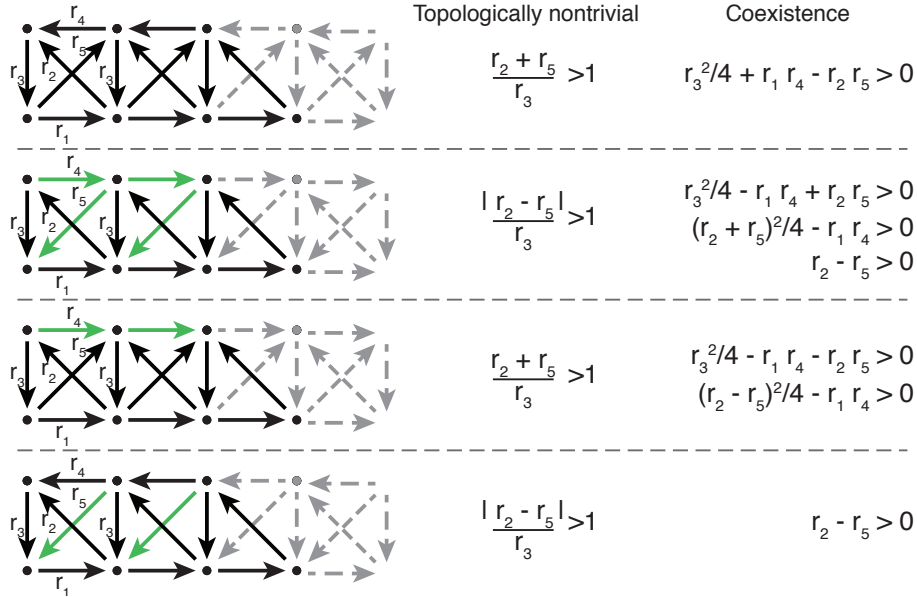 Topologically nontrivial Coexistence
r₄
r₅
r₃ r₂ r₃
r₁
r₂ + r₅
r₃ >1
r₃²/4 + r₁ r₄ - r₂ r₅ > 0
r₄
r₅
r₃ r₂ r₃
r₁
| r₂ - r₅ |
r₃ >1
r₃²/4 - r₁ r₄ + r₂ r₅ > 0
(r₂ + r₅)²/4 - r₁ r₄ > 0
r₂ - r₅ > 0
r₄
r₅
r₃ r₂ r₃
r₁
r₂ + r₅
r₃ >1
r₃²/4 - r₁ r₄ - r₂ r₅ > 0
(r₂ - r₅)²/4 - r₁ r₄ > 0
r₄
r₅
r₃ r₂ r₃
r₁
| r₂ - r₅ |
r₃ >1
r₂ - r₅ > 0